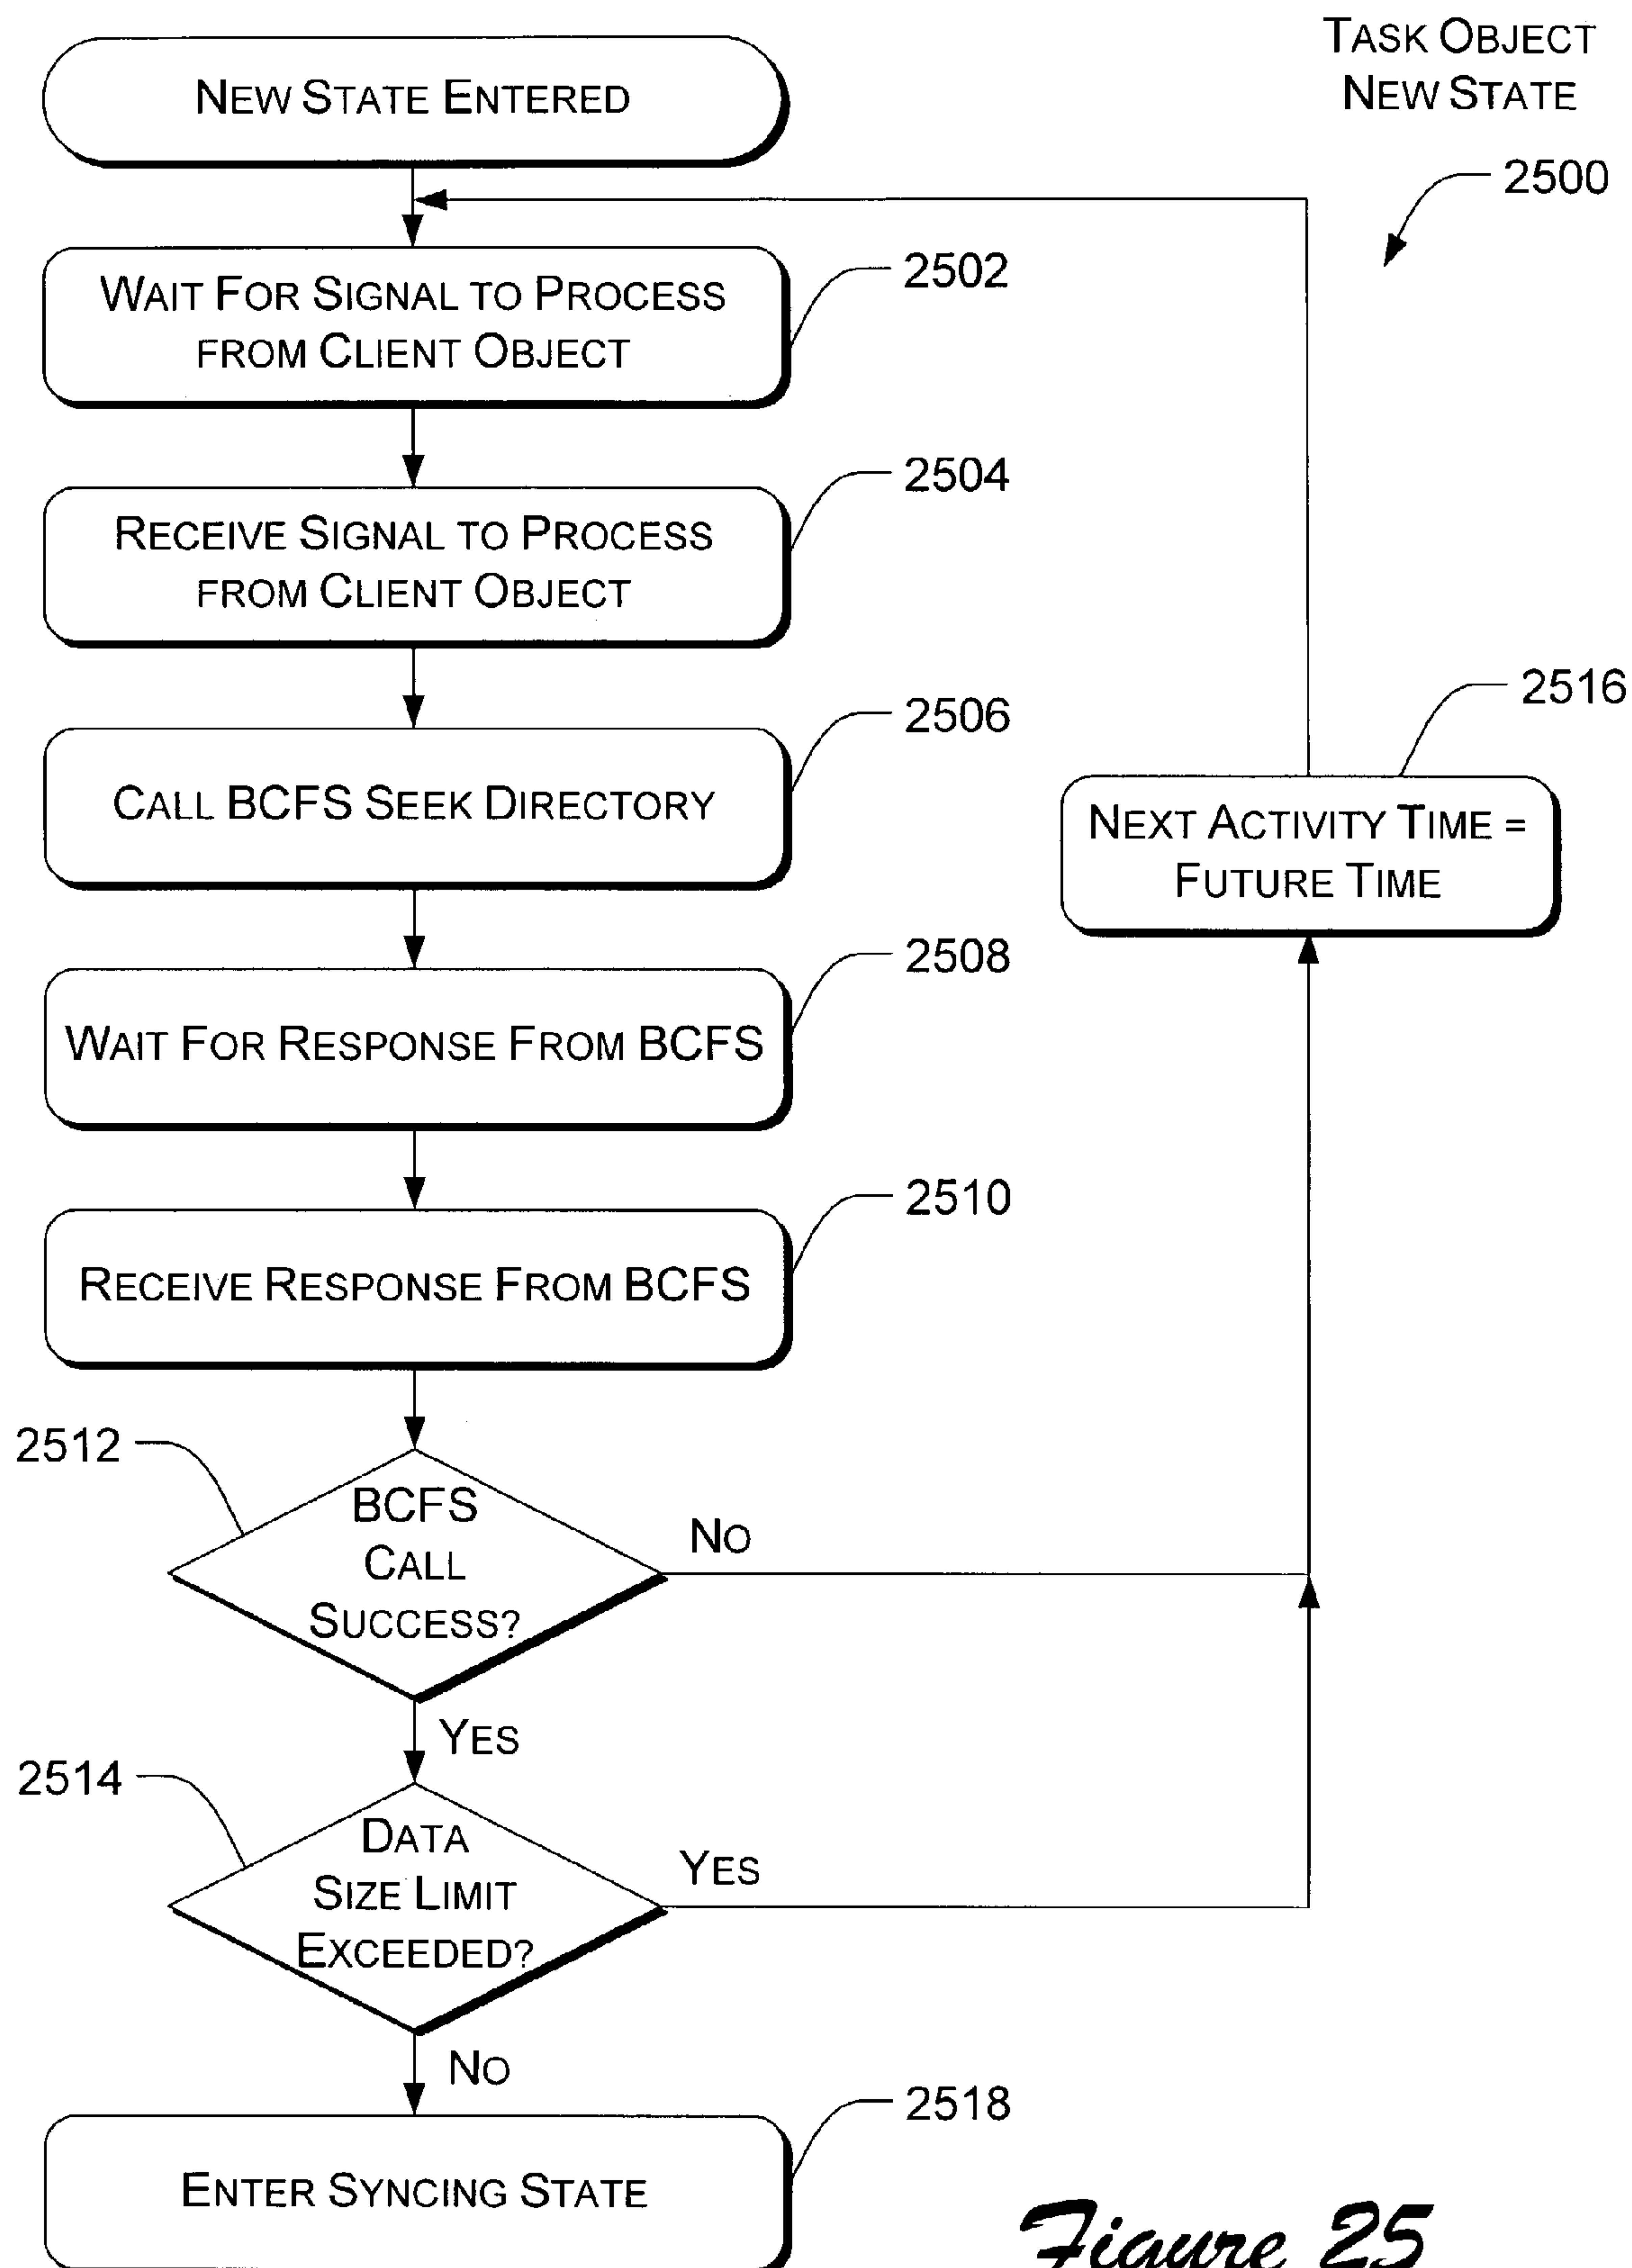 TASK OBJECT
NEW STATE
2500
NEW STATE ENTERED
WAIT FOR SIGNAL TO PROCESS
FROM CLIENT OBJECT
2502
RECEIVE SIGNAL TO PROCESS
FROM CLIENT OBJECT
2504
CALL BCFS SEEK DIRECTORY
2506
NEXT ACTIVITY TIME =
FUTURE TIME
2516
WAIT FOR RESPONSE FROM BCFS
2508
RECEIVE RESPONSE FROM BCFS
2510
2512
BCFS
CALL
SUCCESS?
NO
YES
2514
DATA
SIZE LIMIT
EXCEEDED?
YES
NO
ENTER SYNCING STATE
2518
Figure 25